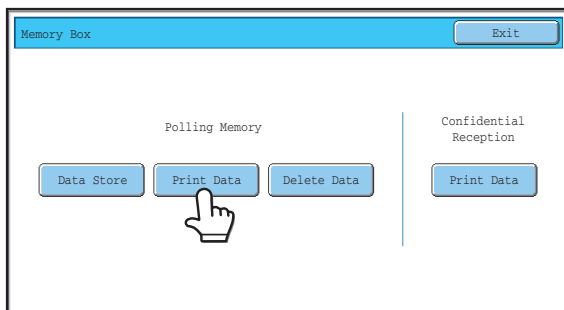 Memory Box
Exit
Polling Memory
Data Store
Print Data
Delete Data
Confidential
Reception
Print Data